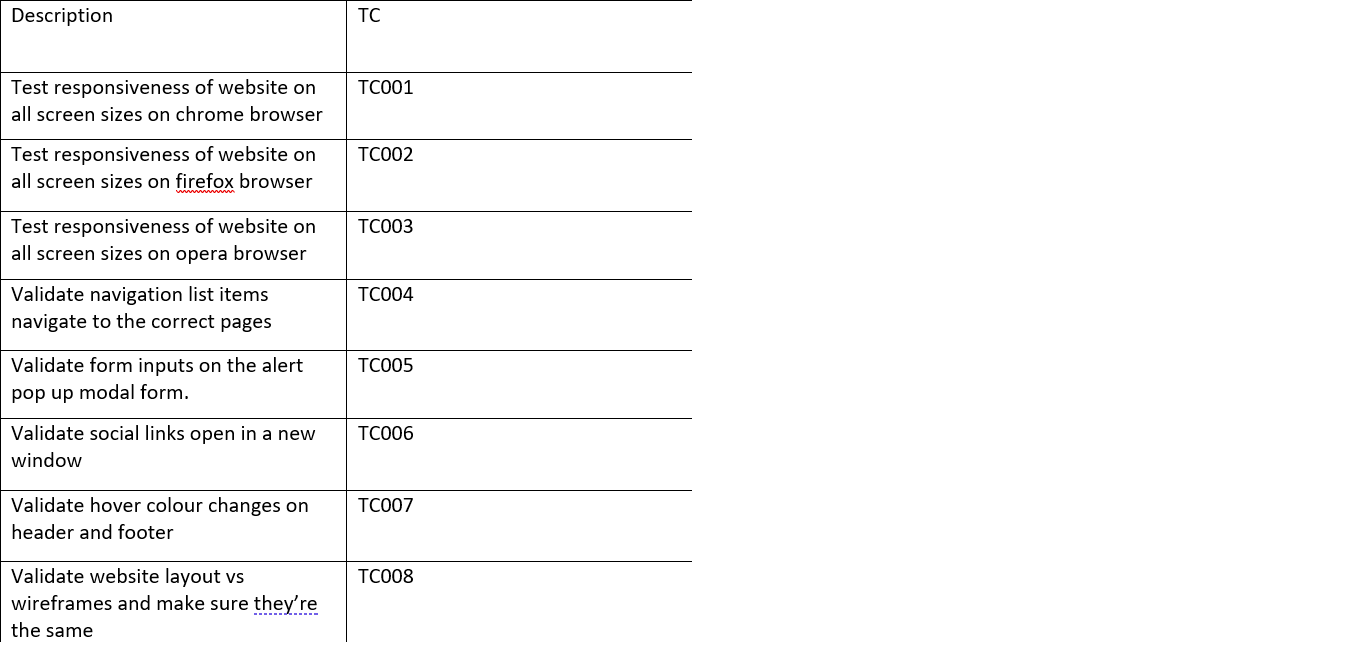 Description TC
Test responsiveness of website on TC001
all screen sizes on chrome browser
Test responsiveness of website on TC002
all screen sizes on firefox browser
Test responsiveness of website on TC003
all screen sizes on opera browser
Validate navigation list items TC004
navigate to the correct pages
Validate form inputs on the alert TC005
pop up modal form.
Validate social links open in a new TC006
window
Validate hover colour changes on TC007
header and footer
Validate website layout vs TC008
wireframes and make sure they’re
the same